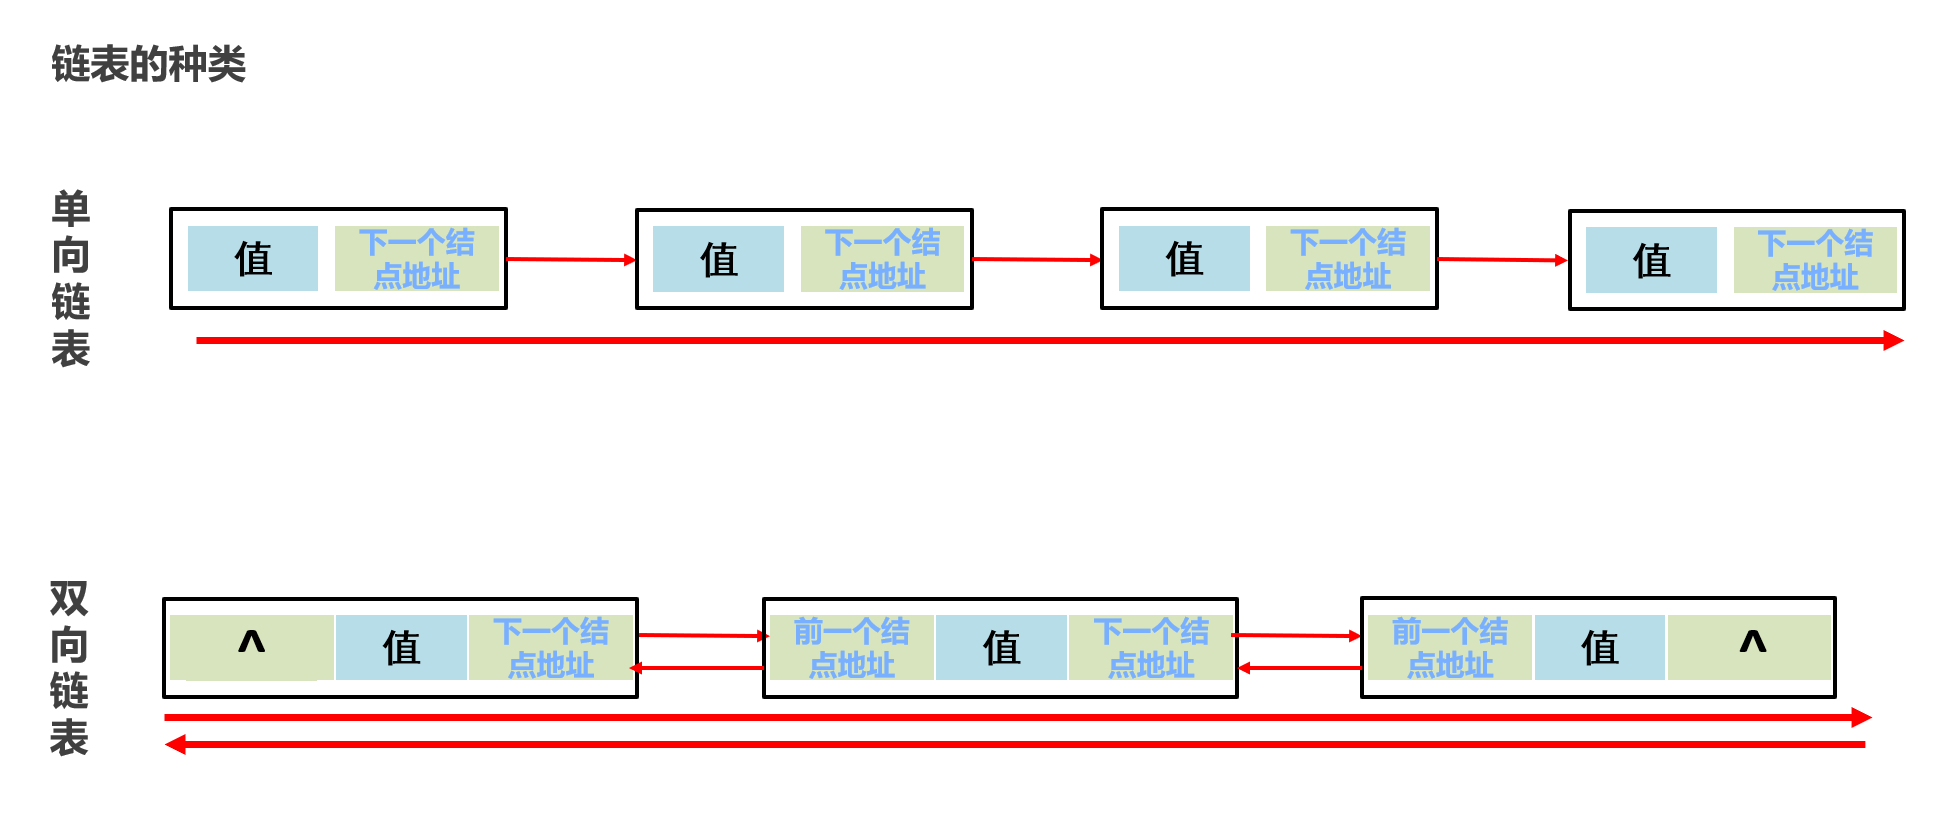 链表的种类
单
向
链
表
值
下一个结
点地址
值
下一个结
点地址
值
下一个结
点地址
值
下一个结
点地址
双
向
链
表
^
值
下一个结
点地址
前一个结
点地址
值
下一个结
点地址
前一个结
点地址
值
^